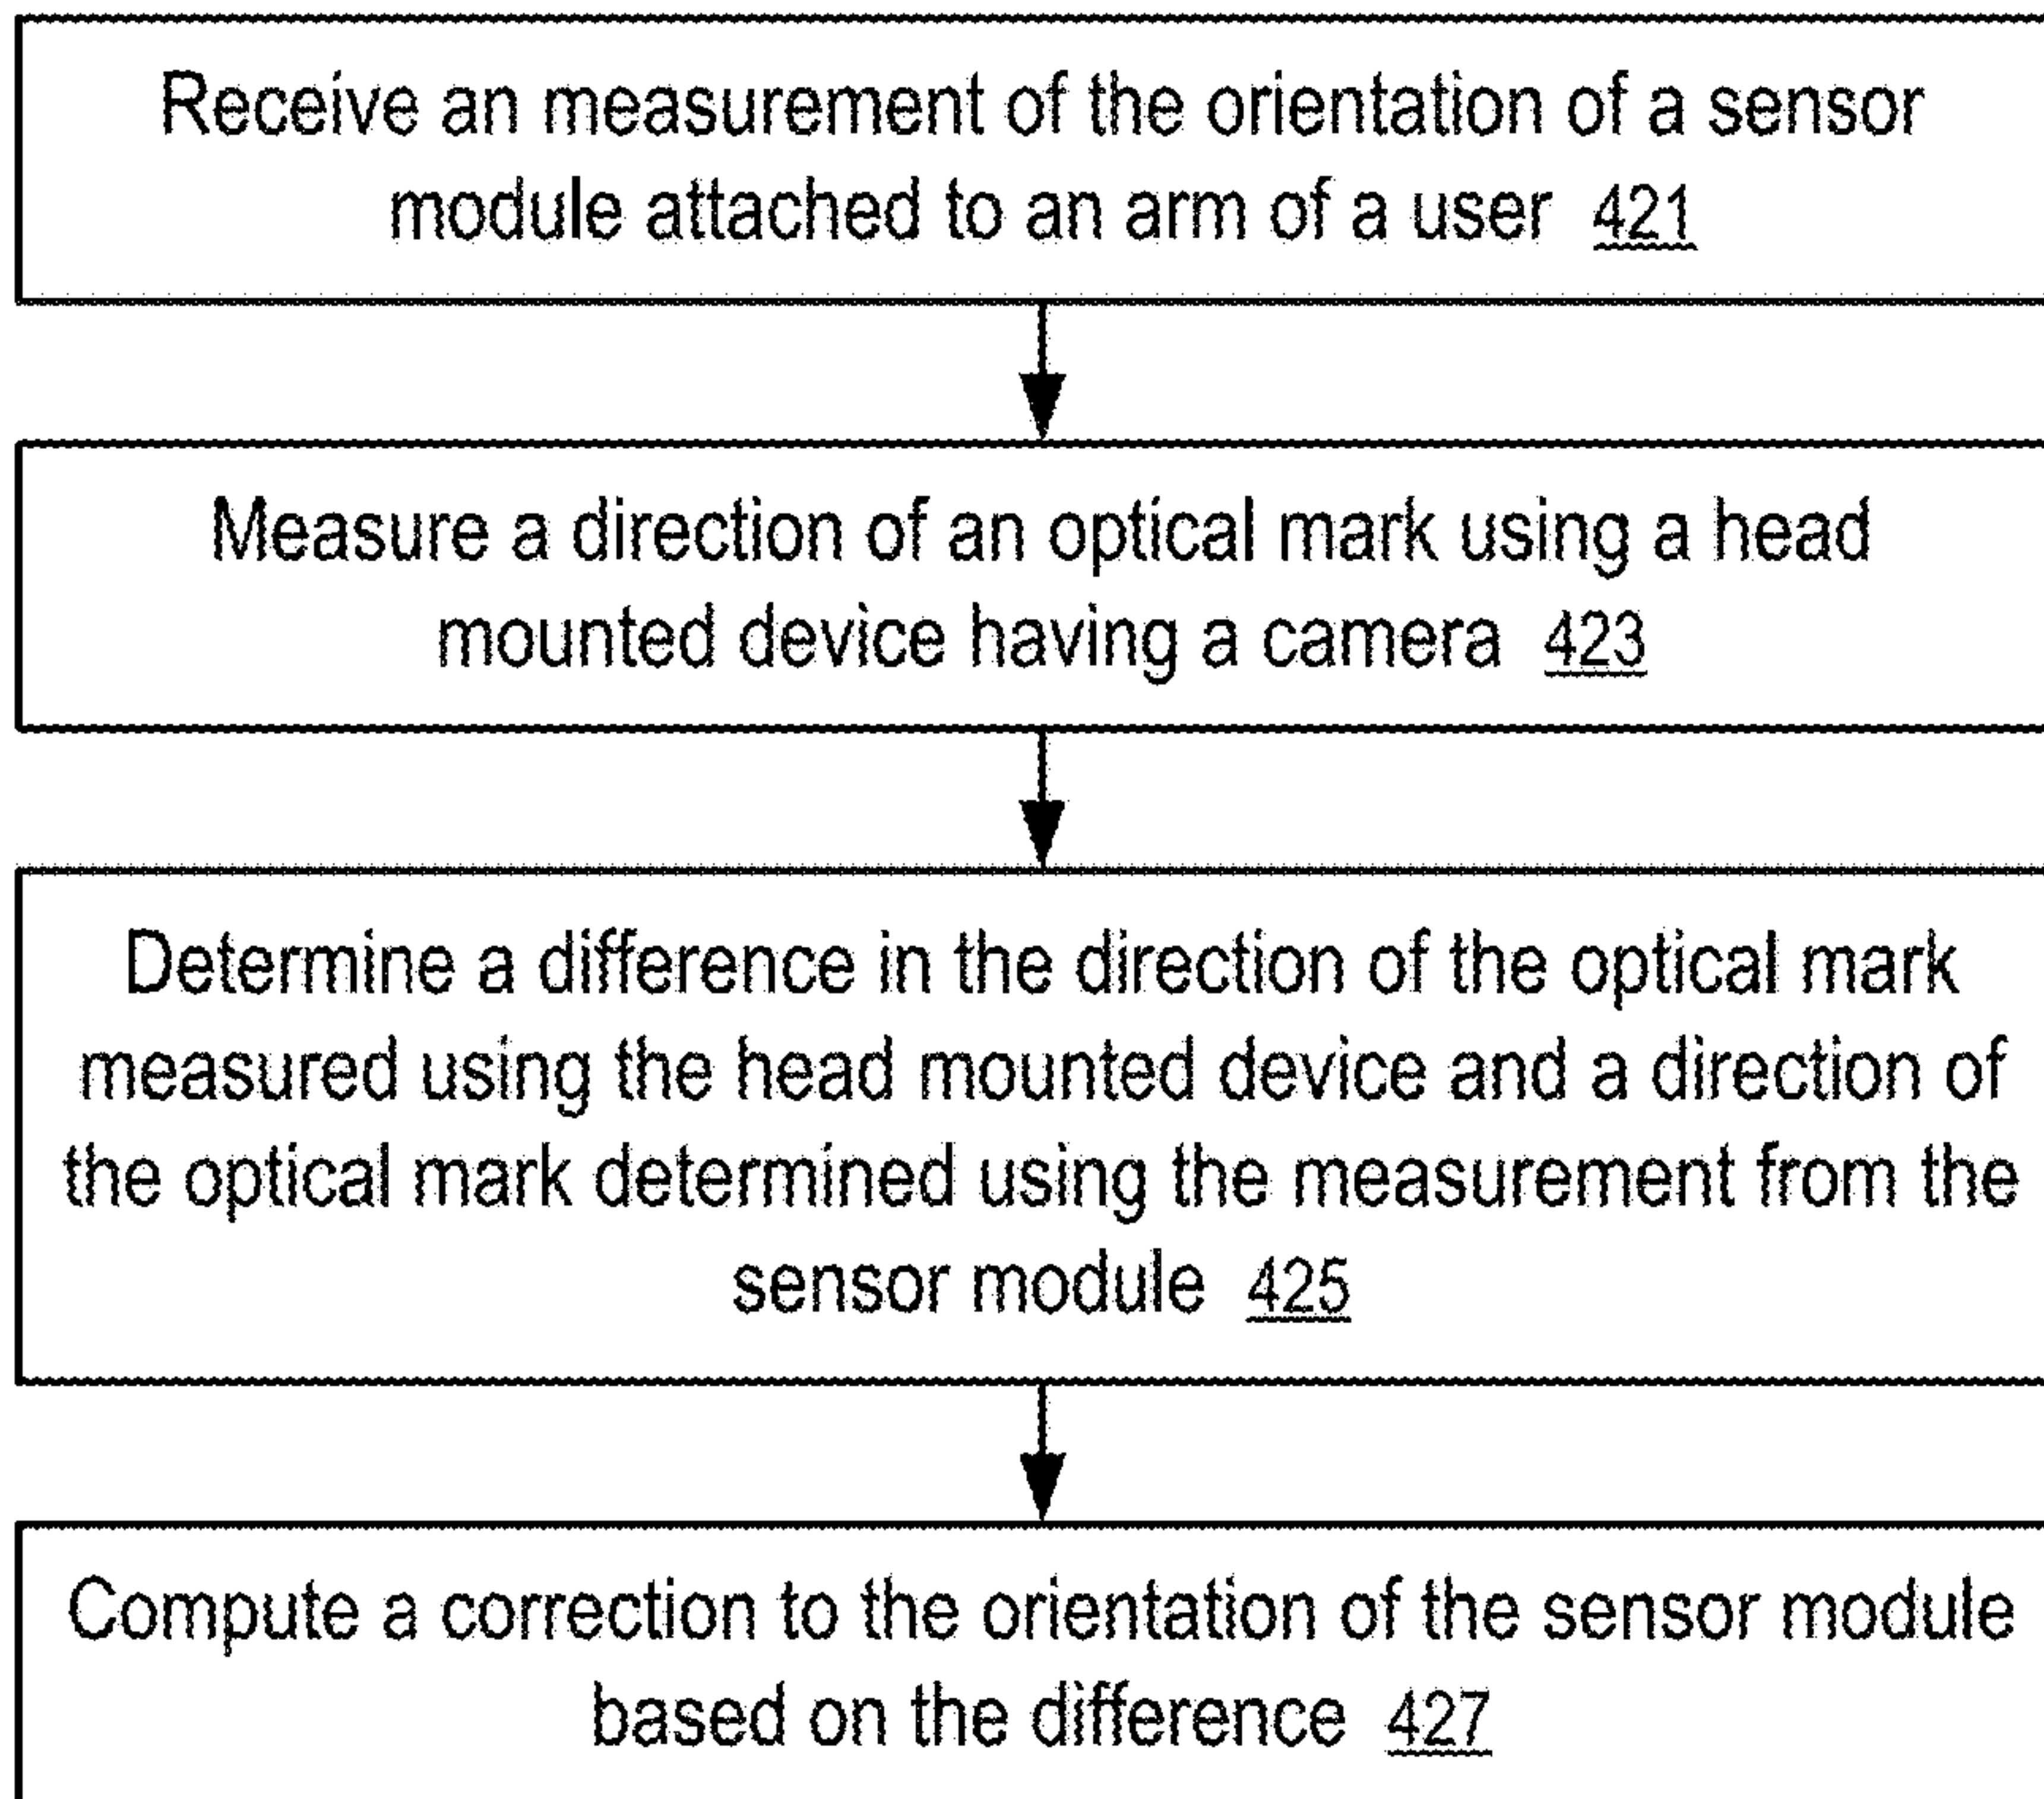 Receive an measurement of the orientation of a sensor
module attached to an arm of a user 421
Measure a direction of an optical mark using a head
mounted device having a camera 423
Determine a difference in the direction of the optical mark
measured using the head mounted device and a direction of
the optical mark determined using the measurement from the
sensor module 425
Compute a correction to the orientation of the sensor module
based on the difference 427